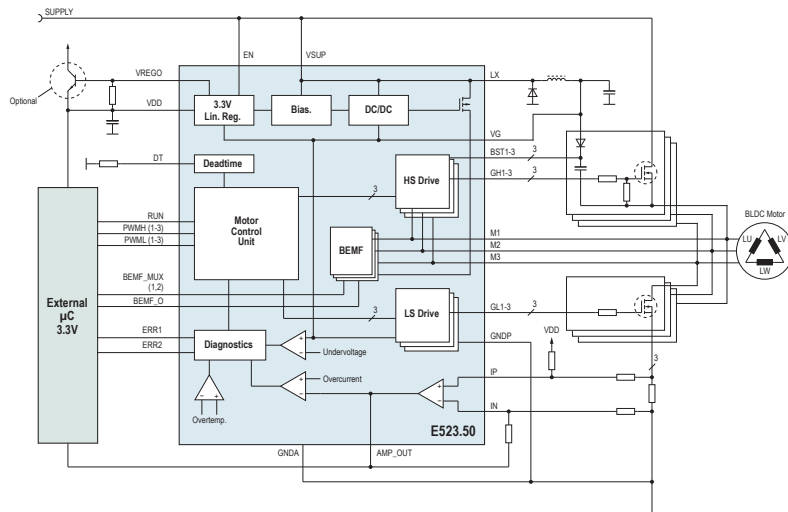 SUPPLY
EN
VSUP
VREGO
LX
Optional
VDD
3.3V
Lin. Reg.
Bias.
DC/DC
VG
BST1-3
3
DT
Deadtime
HS Drive
GH1-3
3
3
Motor
Control
Unit
RUN
PWMH (1-3)
PWML (1-3)
BEMF
M1
M2
M3
BLDC Motor
LU
LV
LW
BEMF_MUX
(1,2)
BEMF_O
External
µC
3.3V
3
LS Drive
GL1-3
3
GNDP
VDD
ERR1
ERR2
Diagnostics
+
−
Undervoltage
3
IP
+
−
Overcurrent
+
−
IN
−
+
Overtemp.
E523.50
GNDA
AMP_OUT